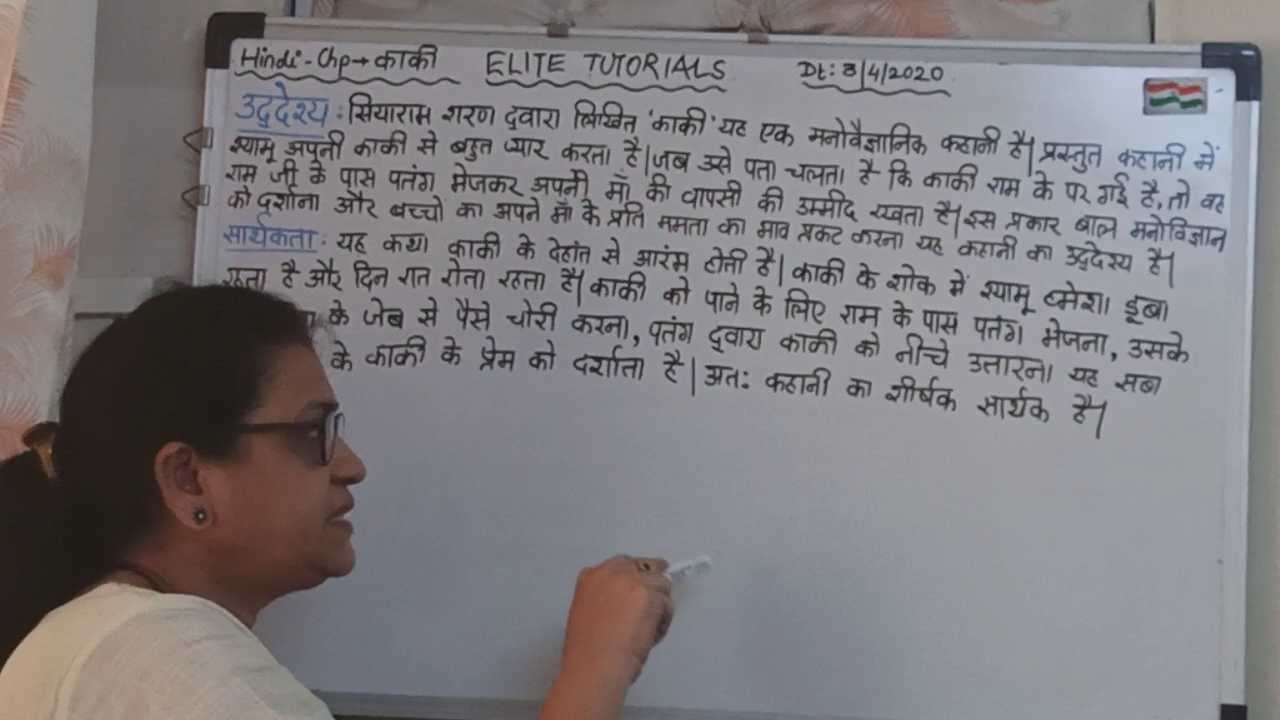 Hindi - Chp → काकी ELITE TUTORIALS Dt: 3/4/2020
उद्देश्य : सियाराम शरण द्वारा लिखित 'काकी' यह एक मनोवैज्ञानिक कहानी है| प्रस्तुत कहानी में
श्यामू अपनी काकी से बहुत प्यार करता है| जब उसे पता चलता है कि काकी राम के पर गई है, तो वह
राम जी के पास पतंग भेजकर अपनी माँ की वापसी की उम्मीद रखता है| इस प्रकार बाल मनोविज्ञान
को दर्शाना और बच्चों का अपने माँ के प्रति ममता का भाव प्रकट करना यह कहानी का उद्देश्य है|
सार्थकता : यह कथा काकी के देहांत से आरंभ होती है| काकी के शोक में श्यामू हमेशा डूबा
रहता है और दिन रात रोता रहता है| काकी को पाने के लिए राम के पास पतंग भेजना, उसके
के जेब से पैसे चोरी करना, पतंग द्वारा काकी को नीचे उतारना यह सब
के काकी के प्रेम को दर्शाता है| अत: कहानी का शीर्षक सार्थक है|